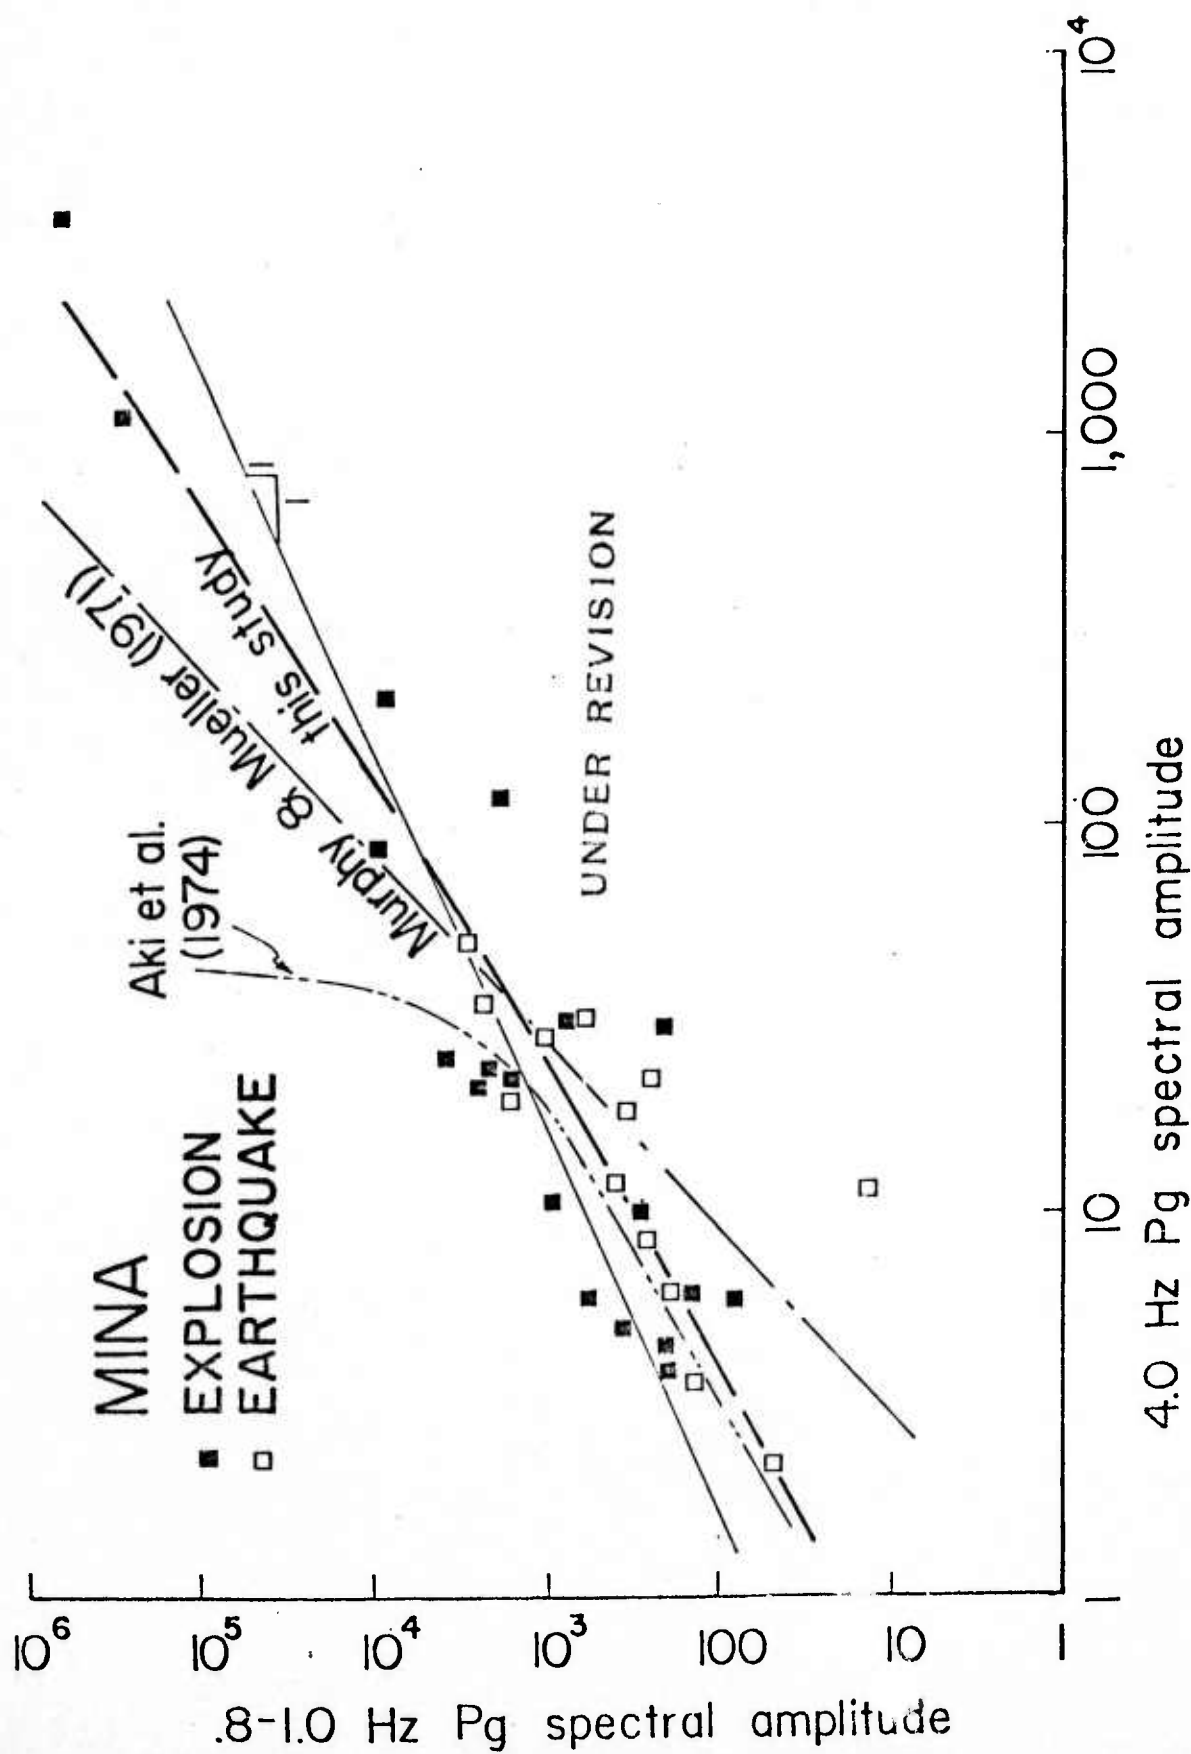 MINA
EXPLOSION
EARTHQUAKE
Aki et al.
(1974)
Murphy & Mueller (1971)
this study
1
1
UNDER REVISION
10⁶
10⁵
10⁴
10³
100
10
1
.8-1.0 Hz Pg spectral amplitude
1
10
100
1,000
10⁴
4.0 Hz Pg spectral amplitude